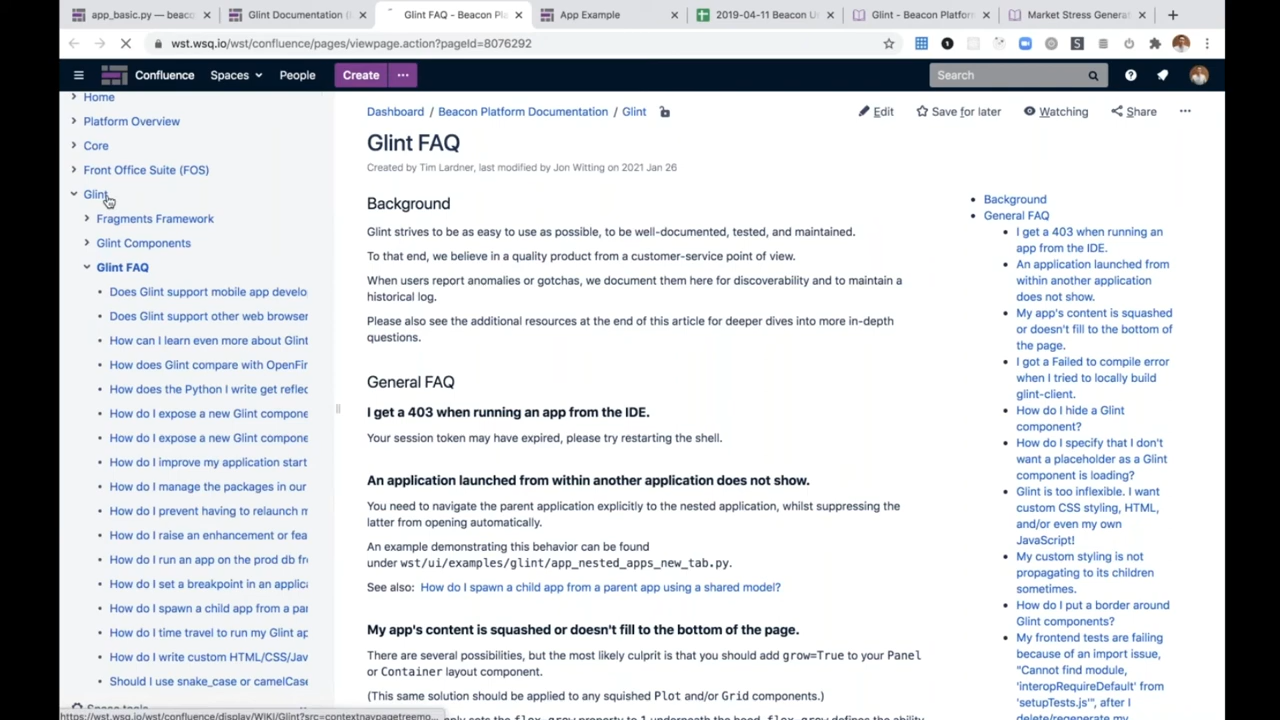 app_basic.py — beaco
Glint Documentation (
Glint FAQ - Beacon Pla
App Example
2019-04-11 Beacon U
Glint - Beacon Platform
Market Stress Generat
wst.wsq.io/wst/confluence/pages/viewpage.action?pageId=8076292
Confluence
Spaces
People
Create
Search
Home
Platform Overview
Core
Front Office Suite (FOS)
Glint
Fragments Framework
Glint Components
Glint FAQ
Does Glint support mobile app develo
Does Glint support other web browser
How can I learn even more about Glint
How does Glint compare with OpenFin
How does the Python I write get reflec
How do I expose a new Glint compone
How do I expose a new Glint compone
How do I improve my application start
How do I manage the packages in our
How do I prevent having to relaunch m
How do I raise an enhancement or fea
How do I run an app on the prod db fr
How do I set a breakpoint in an applica
How do I spawn a child app from a par
How do I time travel to run my Glint ap
How do I write custom HTML/CSS/Jav
Should I use snake_case or camelCase
https://wst.wsq.io/wst/confluence/display/WIKI/Glint?src=contextnavpagetreemo...
Dashboard / Beacon Platform Documentation / Glint
Edit
Save for later
Watching
Share
Glint FAQ
Created by Tim Lardner, last modified by Jon Witting on 2021 Jan 26
Background
Glint strives to be as easy to use as possible, to be well-documented, tested, and maintained.
To that end, we believe in a quality product from a customer-service point of view.
When users report anomalies or gotchas, we document them here for discoverability and to maintain a
historical log.
Please also see the additional resources at the end of this article for deeper dives into more in-depth
questions.
General FAQ
I get a 403 when running an app from the IDE.
Your session token may have expired, please try restarting the shell.
An application launched from within another application does not show.
You need to navigate the parent application explicitly to the nested application, whilst suppressing the
latter from opening automatically.
An example demonstrating this behavior can be found
under wst/ui/examples/glint/app_nested_apps_new_tab.py.
See also: How do I spawn a child app from a parent app using a shared model?
My app's content is squashed or doesn't fill to the bottom of the page.
There are several possibilities, but the most likely culprit is that you should add grow=True to your Panel
or Container layout component.
(This same solution should be applied to any squished Plot and/or Grid components.)
Background
General FAQ
I get a 403 when running an
app from the IDE.
An application launched from
within another application
does not show.
My app's content is squashed
or doesn't fill to the bottom of
the page.
I got a Failed to compile error
when I tried to locally build
glint-client.
How do I hide a Glint
component?
How do I specify that I don't
want a placeholder as a Glint
component is loading?
Glint is too inflexible. I want
custom CSS styling, HTML,
and/or even my own
JavaScript!
My custom styling is not
propagating to its children
sometimes.
How do I put a border around
Glint components?
My frontend tests are failing
because of an import issue,
"Cannot find module,
'interopRequireDefault' from
'setupTests.js'", after I
delete/regenerate my